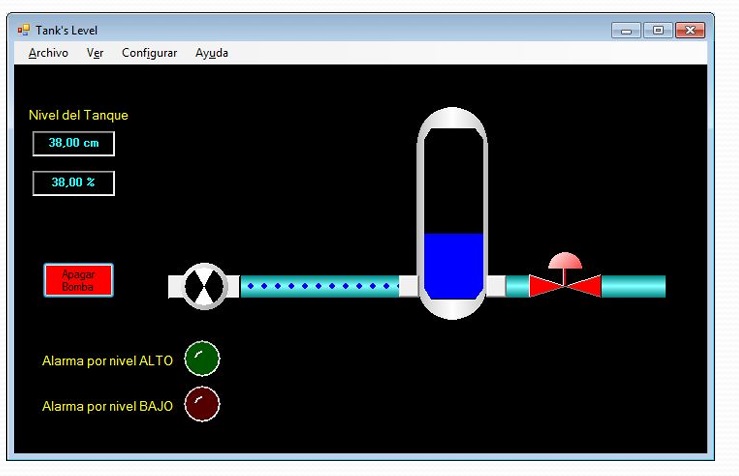 Tank's Level
Archivo Ver Configurar Ayuda
Nivel del Tanque
38,00 cm
38,00 %
Apagar
Bomba
Alarma por nivel ALTO
Alarma por nivel BAJO